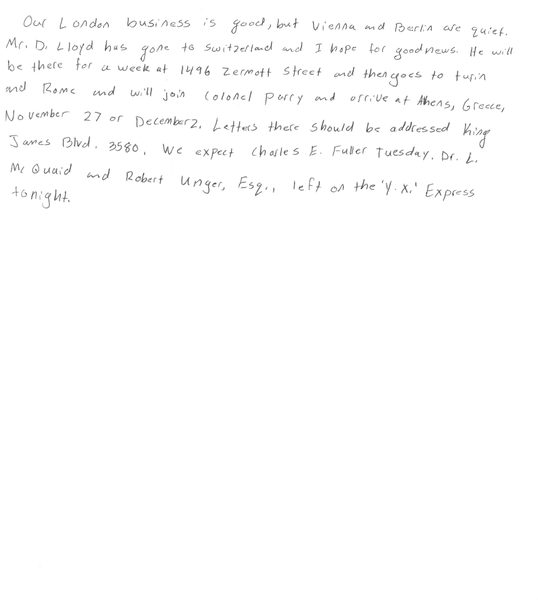 Our London business is good, but Vienna and Berlin are quiet.
Mr. D. Lloyd has gone to Switzerland and I hope for good news. He will
be there for a week at 1496 Zermott Street and then goes to turin
and Rome and will join Colonel Parry and arrive at Athens, Greece,
November 27 or December 2. Letters there should be addressed King
James Blvd. 3580. We expect Charles E. Fuller Tuesday. Dr. L.
Mc Quaid and Robert Unger, Esq., left on the 'Y.X.' Express
tonight.